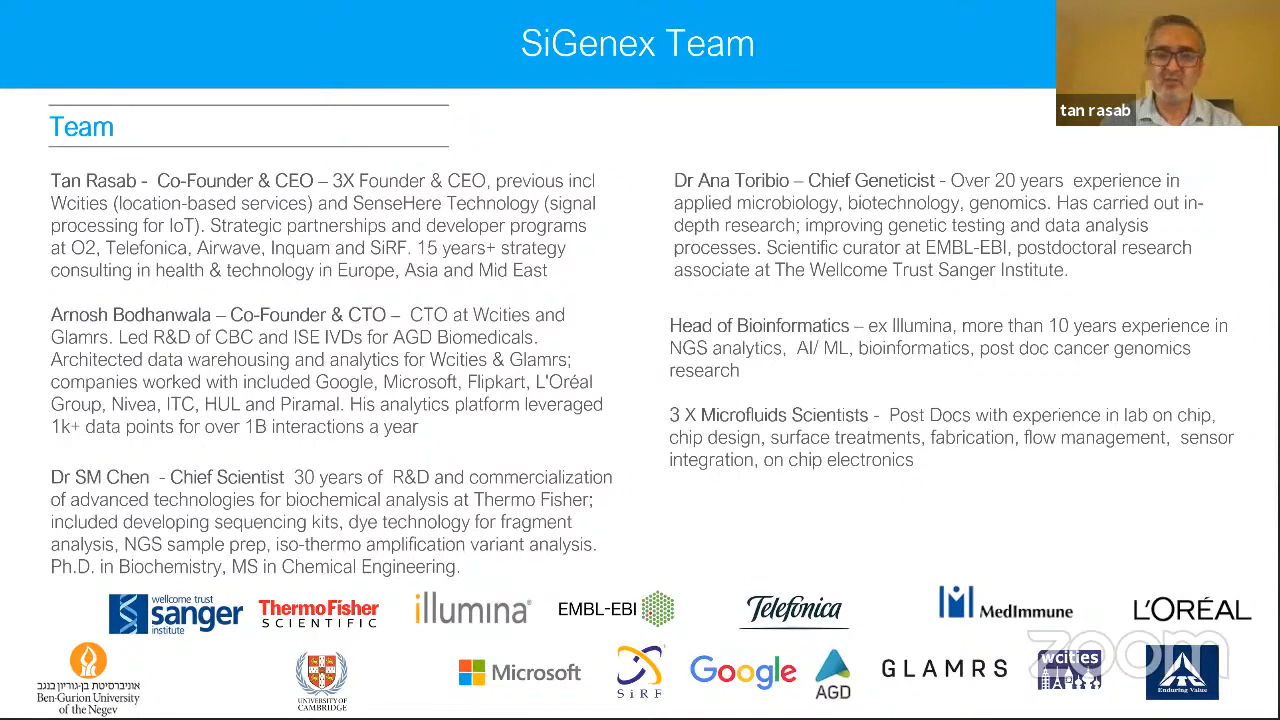 SiGenex Team
tan rasab
Team
Tan Rasab - Co-Founder & CEO – 3X Founder & CEO, previous incl
Wcities (location-based services) and SenseHere Technology (signal
processing for IoT). Strategic partnerships and developer programs
at O2, Telefonica, Airwave, Inquam and SiRF. 15 years+ strategy
consulting in health & technology in Europe, Asia and Mid East
Arnosh Bodhanwala – Co-Founder & CTO – CTO at Wcities and
Glamrs. Led R&D of CBC and ISE IVDs for AGD Biomedicals.
Architected data warehousing and analytics for Wcities & Glamrs;
companies worked with included Google, Microsoft, Flipkart, L'Oréal
Group, Nivea, ITC, HUL and Piramal. His analytics platform leveraged
1k+ data points for over 1B interactions a year
Dr SM Chen - Chief Scientist 30 years of R&D and commercialization
of advanced technologies for biochemical analysis at Thermo Fisher;
included developing sequencing kits, dye technology for fragment
analysis, NGS sample prep, iso-thermo amplification variant analysis.
Ph.D. in Biochemistry, MS in Chemical Engineering.
Dr Ana Toribio – Chief Geneticist - Over 20 years experience in
applied microbiology, biotechnology, genomics. Has carried out in-
depth research; improving genetic testing and data analysis
processes. Scientific curator at EMBL-EBI, postdoctoral research
associate at The Wellcome Trust Sanger Institute.
Head of Bioinformatics – ex Illumina, more than 10 years experience in
NGS analytics, AI/ ML, bioinformatics, post doc cancer genomics
research
3 X Microfluids Scientists - Post Docs with experience in lab on chip,
chip design, surface treatments, fabrication, flow management, sensor
integration, on chip electronics
wellcome trust
sanger
institute
ThermoFisher
SCIENTIFIC
illumina®
EMBL-EBI
Telefónica
MedImmune
L'ORÉAL
zoom
אוניברסיטת בן-גוריון בנגב
Ben-Gurion University
of the Negev
UNIVERSITY OF
CAMBRIDGE
Microsoft
SiRF
Google
AGD
GLAMRS
wcities
Enduring Value